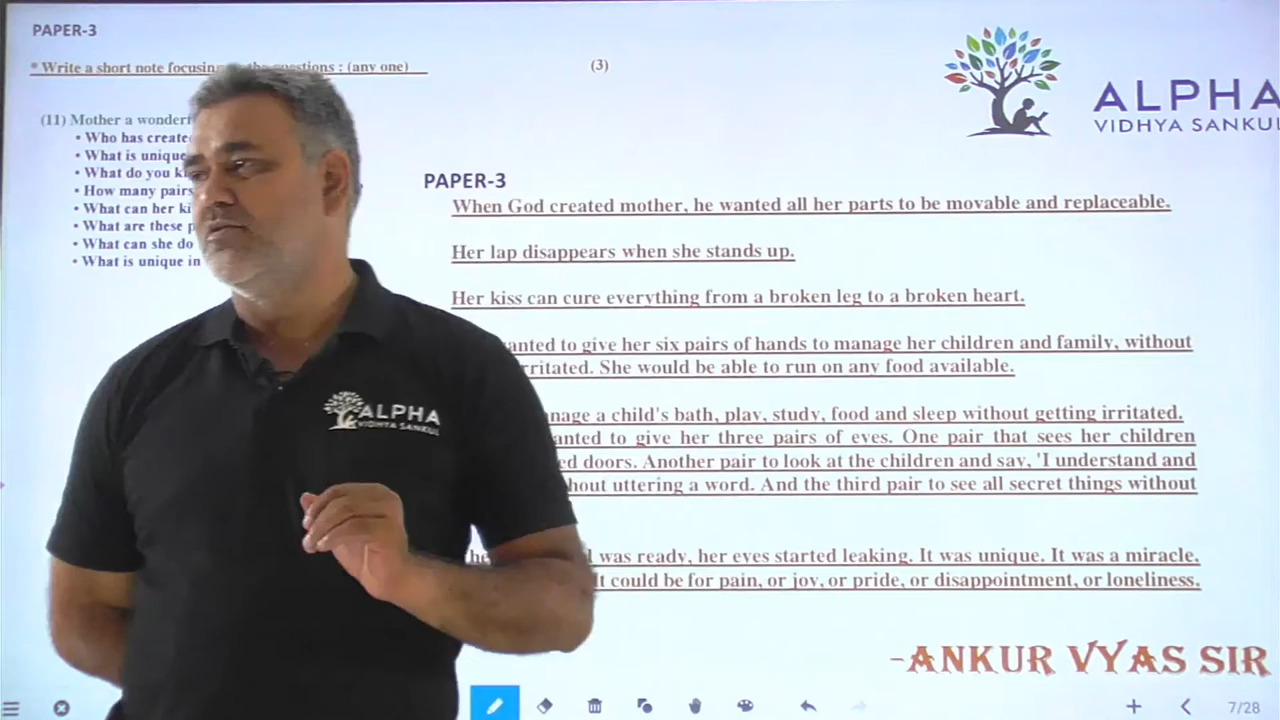 PAPER-3
* Write a short note focusing questions : (any one) (3)
(11) Mother a wonderf
• Who has create
• What is unique
• What do you k
• How many pairs
• What can her ki
• What are these p
• What can she do
• What is unique in
ALPHA
VIDHYA SANKUL
PAPER-3
When God created mother, he wanted all her parts to be movable and replaceable.
Her lap disappears when she stands up.
Her kiss can cure everything from a broken leg to a broken heart.
anted to give her six pairs of hands to manage her children and family, without
rritated. She would be able to run on any food available.
nage a child's bath, play, study, food and sleep without getting irritated.
anted to give her three pairs of eyes. One pair that sees her children
ed doors. Another pair to look at the children and say, 'I understand and
hout uttering a word. And the third pair to see all secret things without
was ready, her eyes started leaking. It was unique. It was a miracle.
It could be for pain, or joy, or pride, or disappointment, or loneliness.
ALPHA
VIDHYA SANKUL
-ANKUR VYAS SIR
7/28